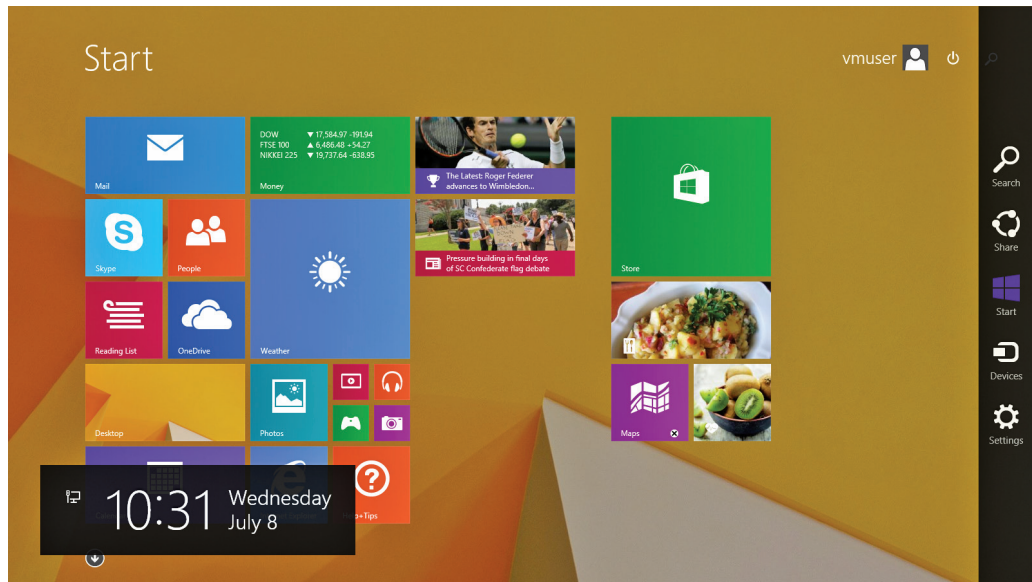 Start
vmuser
Mail
DOW ▼ 17,584.97 -191.94
FTSE 100 ▲ 6,486.48 +54.27
NIKKEI 225 ▼ 19,737.64 -638.95
Money
The Latest: Roger Federer
advances to Wimbledon...
Skype
People
Pressure building in final days
of SC Confederate flag debate
Store
Reading List
OneDrive
Weather
Desktop
Photos
Maps
Help+Tips
10:31
Wednesday
July 8
Search
Share
Start
Devices
Settings